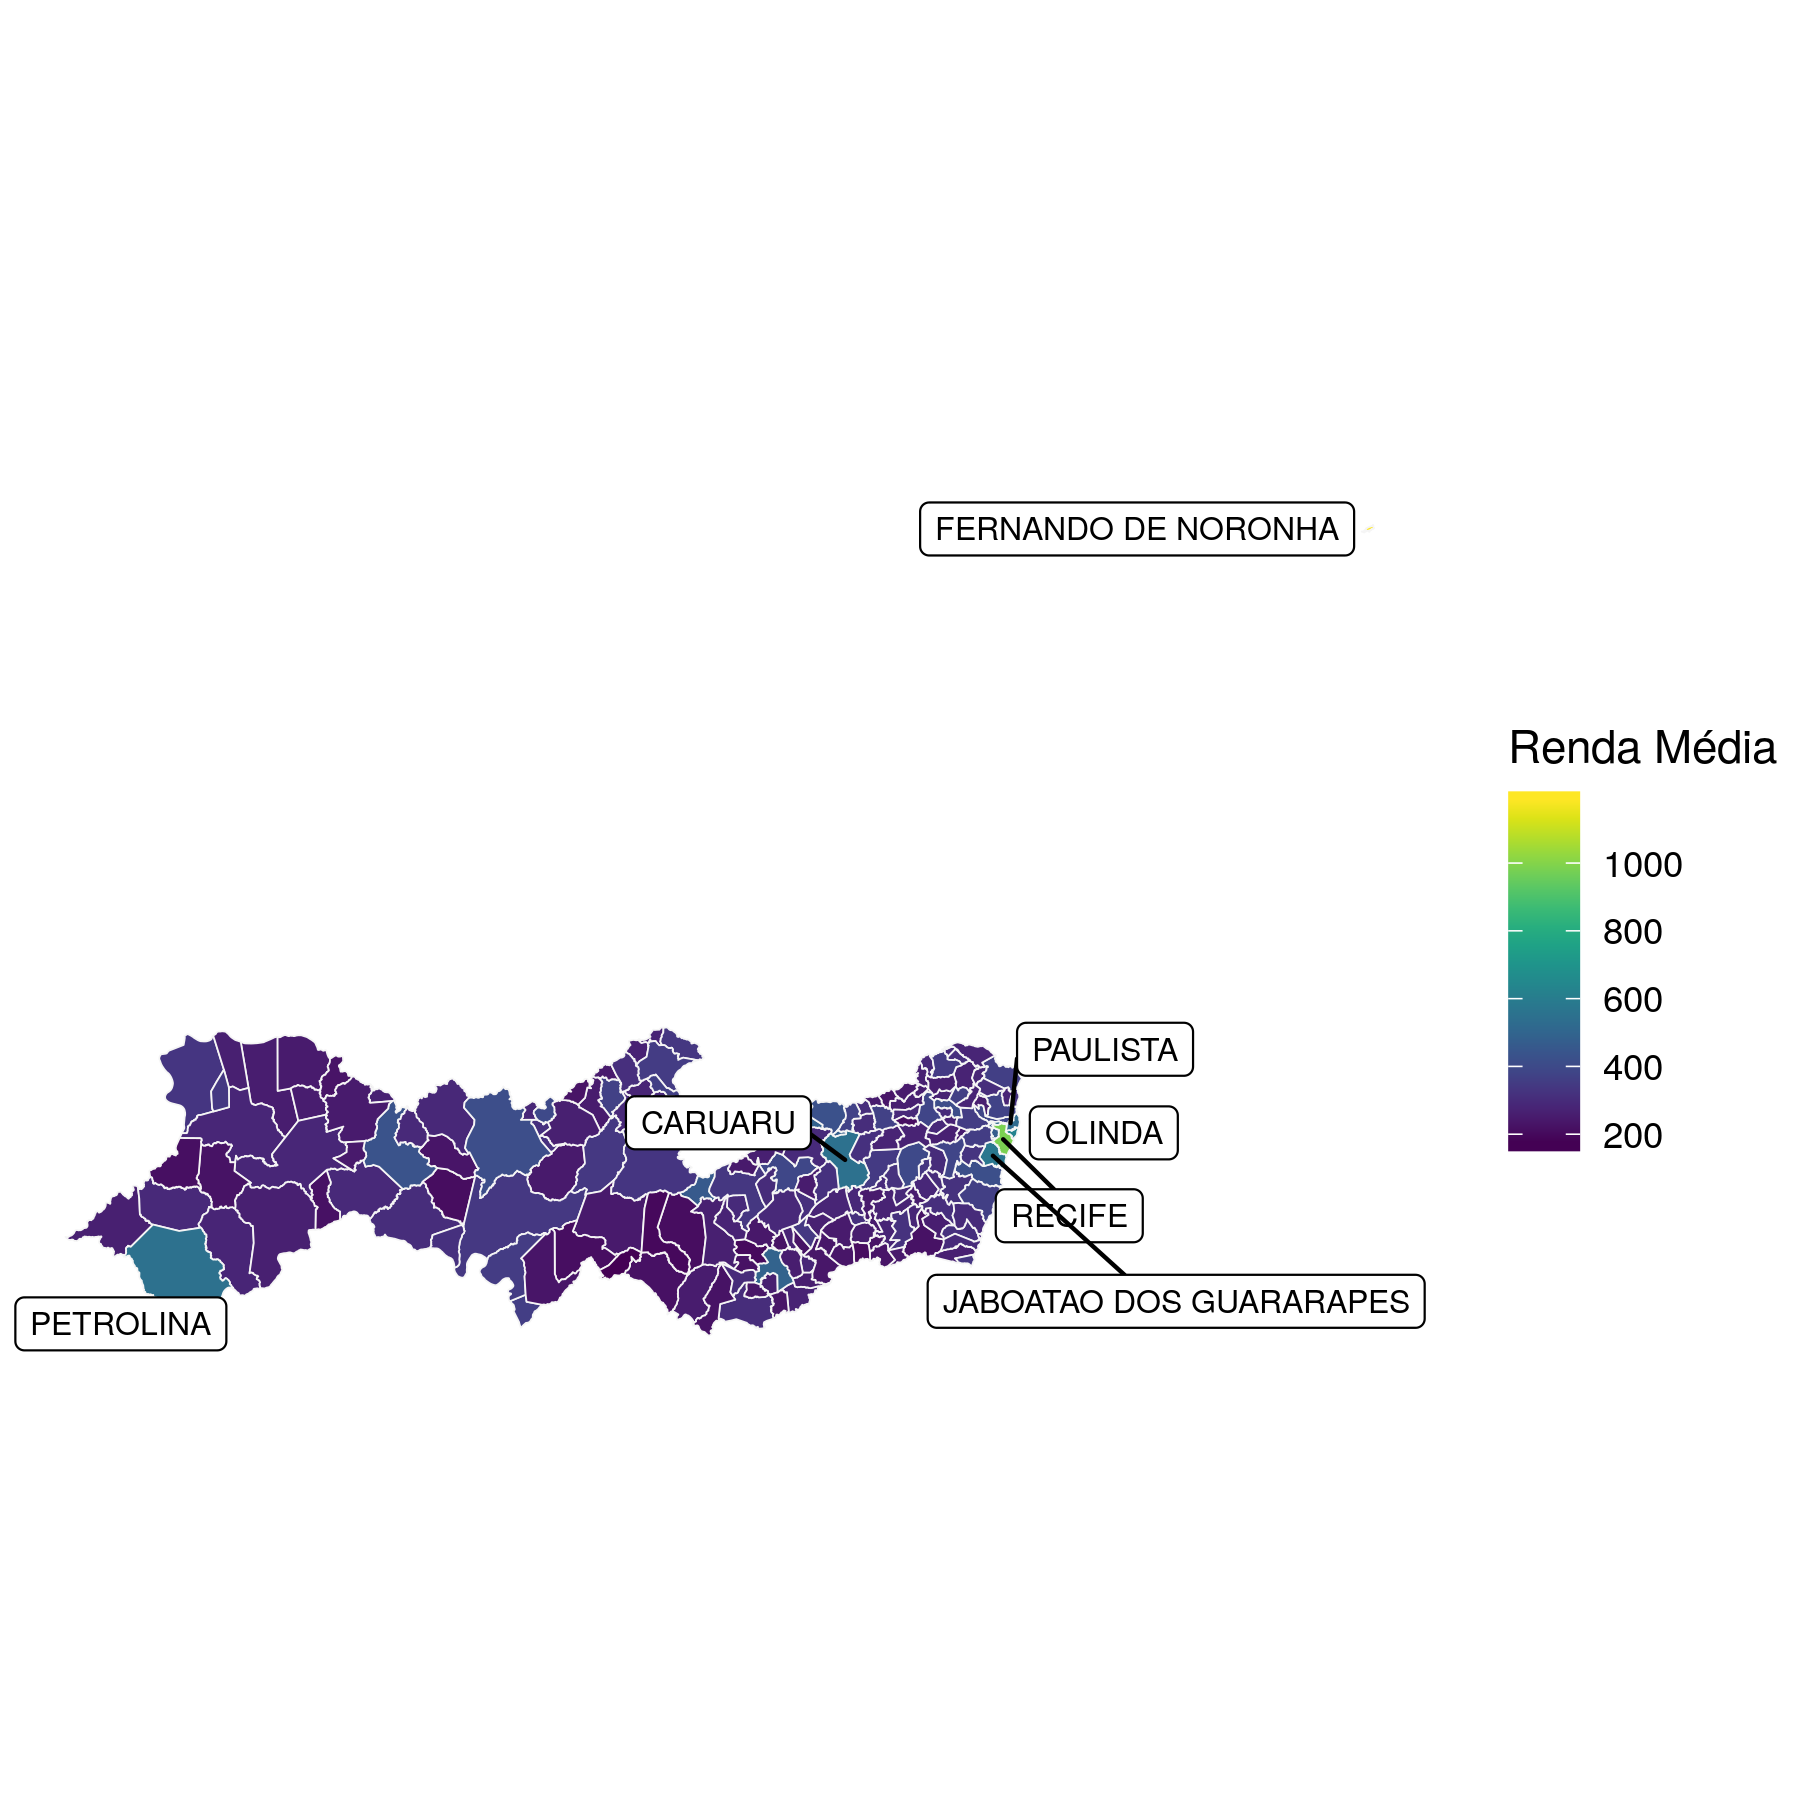 FERNANDO DE NORONHA
Renda Média
1000
800
600
400
200
PAULISTA
CARUARU
OLINDA
RECIFE
JABOATAO DOS GUARARAPES
PETROLINA